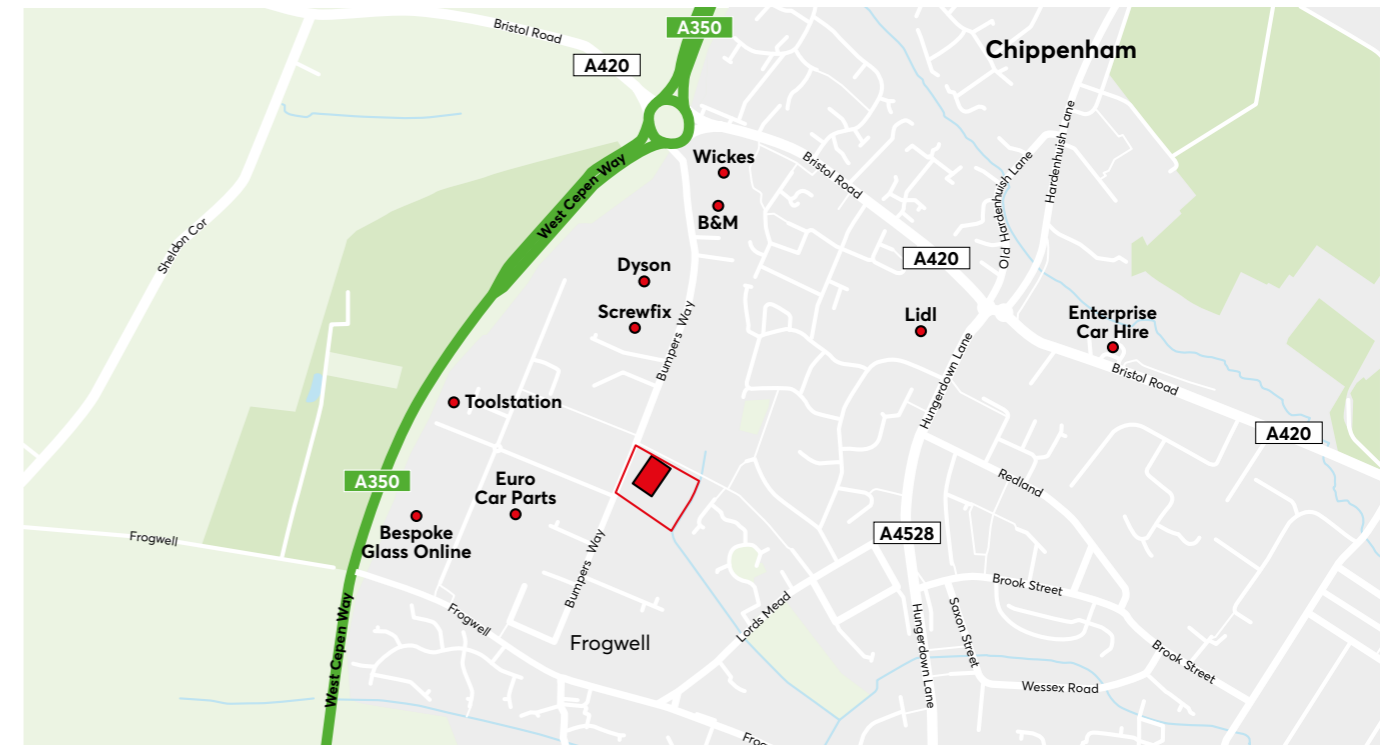 Bristol Road
A350
Chippenham
A420
Wickes
B&M
West Cepen Way
Bristol Road
Hardenhuish Lane
Old Hardenhuish Lane
Sheldon Cor
Dyson
A420
Screwfix
Lidl
Enterprise
Car Hire
Bumpers Way
Hungerdown Lane
Bristol Road
Toolstation
A420
A350
Euro
Car Parts
Redland
Bespoke
Glass Online
Frogwell
A4528
Bumpers Way
Brook Street
Frogwell
Lords Mead
Saxon Street
Hungerdown Lane
Frogwell
West Cepen Way
Brook Street
Wessex Road